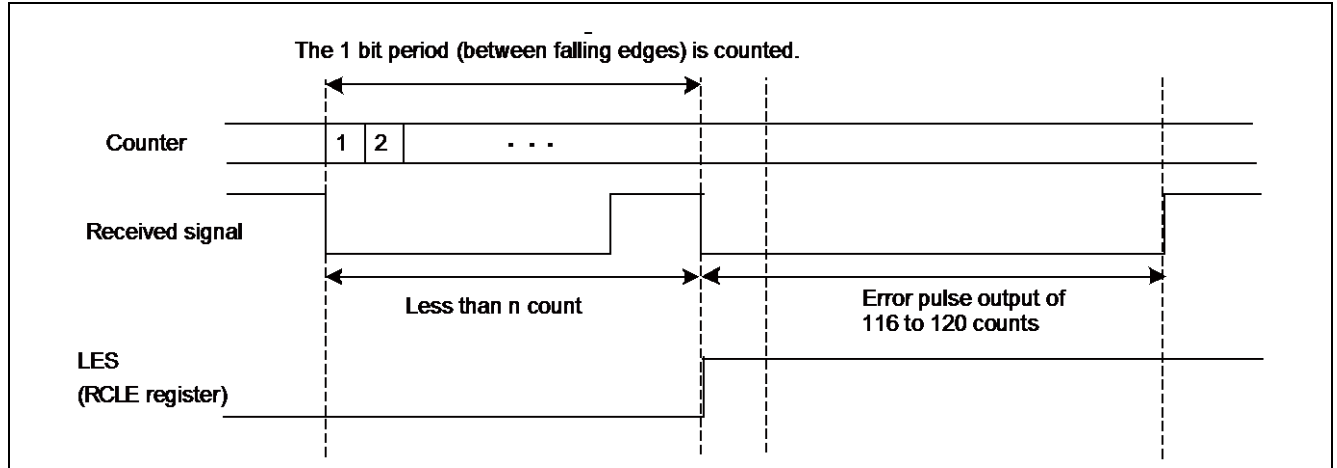 The 1 bit period (between falling edges) is counted.
Counter
1
2
. . .
Received signal
Less than n count
Error pulse output of
116 to 120 counts
LES
(RCLE register)